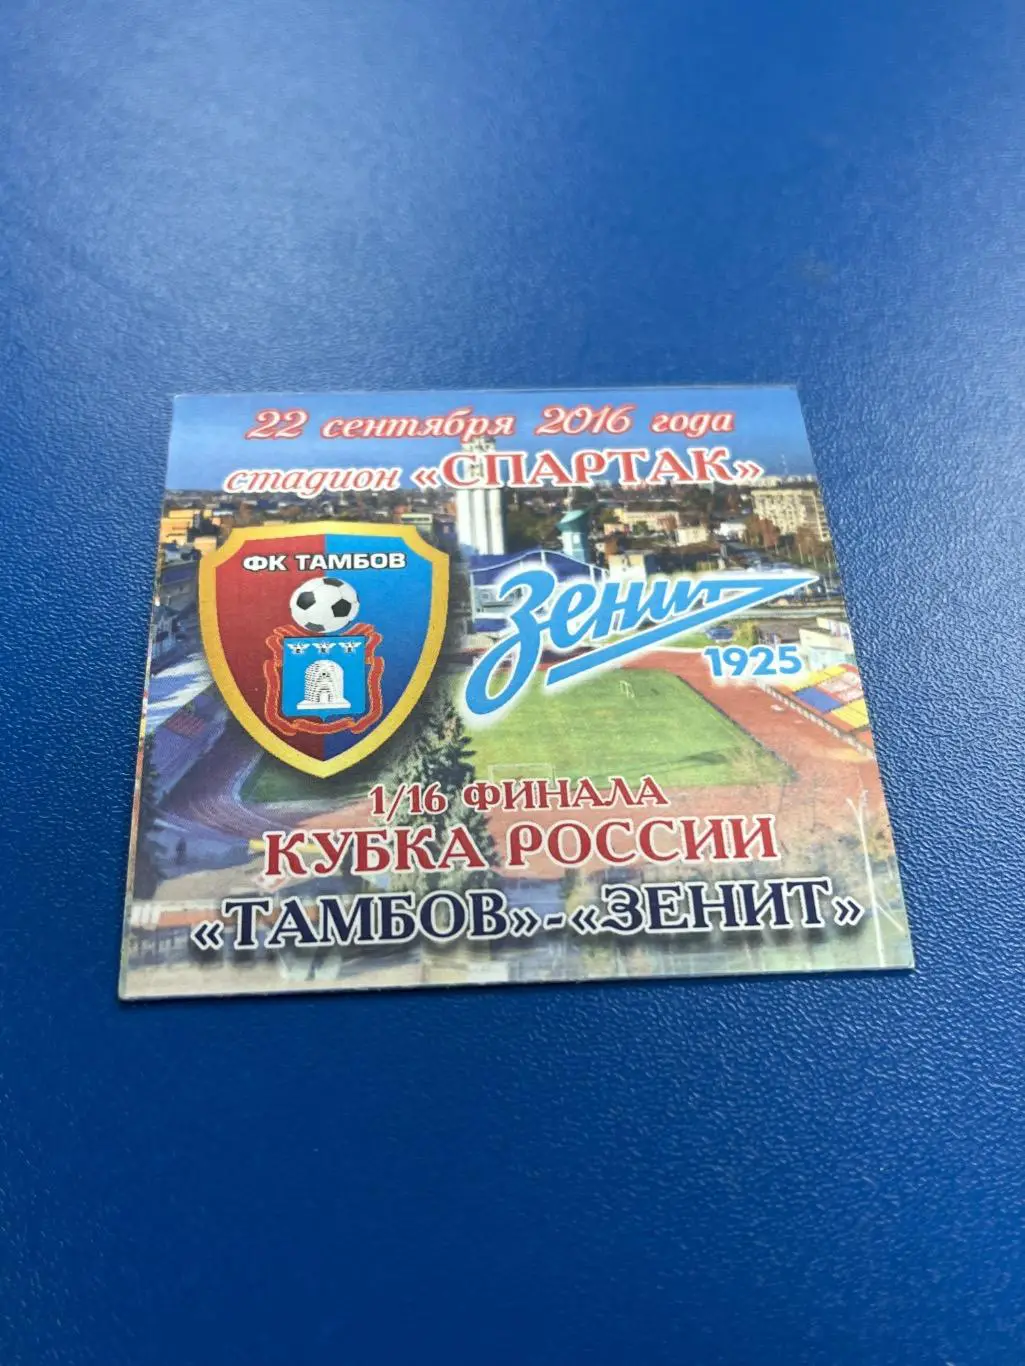 22 сентября 2016 года
стадион «СПАРТАК»
ФК ТАМБОВ
Зенит
1925
1/16 ФИНАЛА
КУБКА РОССИИ
«ТАМБОВ»-«ЗЕНИТ»